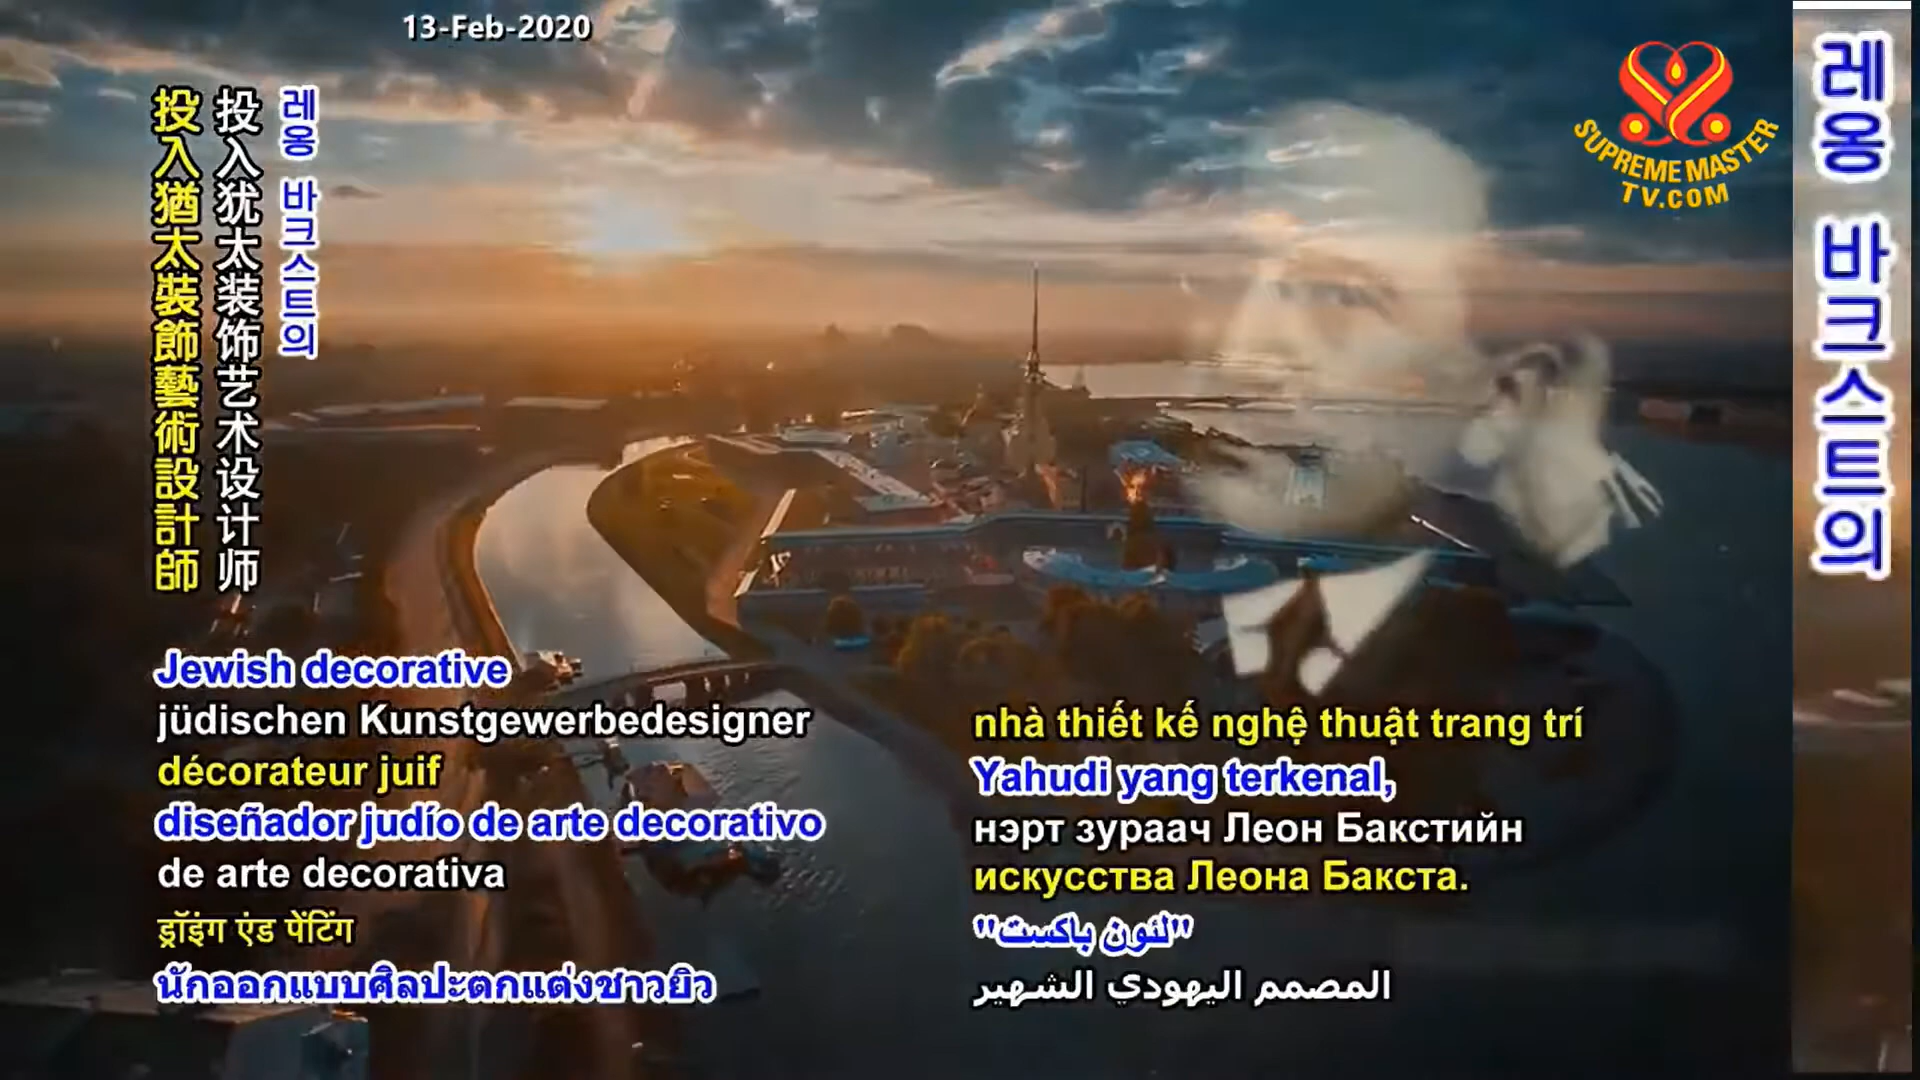 13-Feb-2020
SUPREME MASTER
TV.COM
投入猶太裝飾藝術設計師
投入犹太装饰艺术设计师
레옹 바크스트의
레옹 바크스트의
Jewish decorative
jüdischen Kunstgewerbedesigner
décorateur juif
diseñador judío de arte decorativo
de arte decorativa
ड्रॉइंग एंड पेंटिंग
นักออกแบบศิลปะตกแต่งชาวยิว
nhà thiết kế nghệ thuật trang trí
Yahudi yang terkenal,
нэрт зураач Леон Бакстийн
искусства Леона Бакста.
"لئون باکست"
المصمم اليهودي الشهير